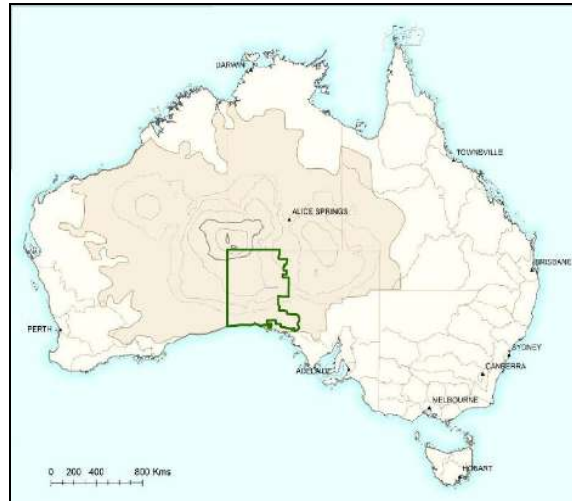 DARWIN
TOWNSVILLE
ALICE SPRINGS
BRISBANE
PERTH
SYDNEY
ADELAIDE
CANBERRA
MELBOURNE
HOBART
0 200 400 800 Kms